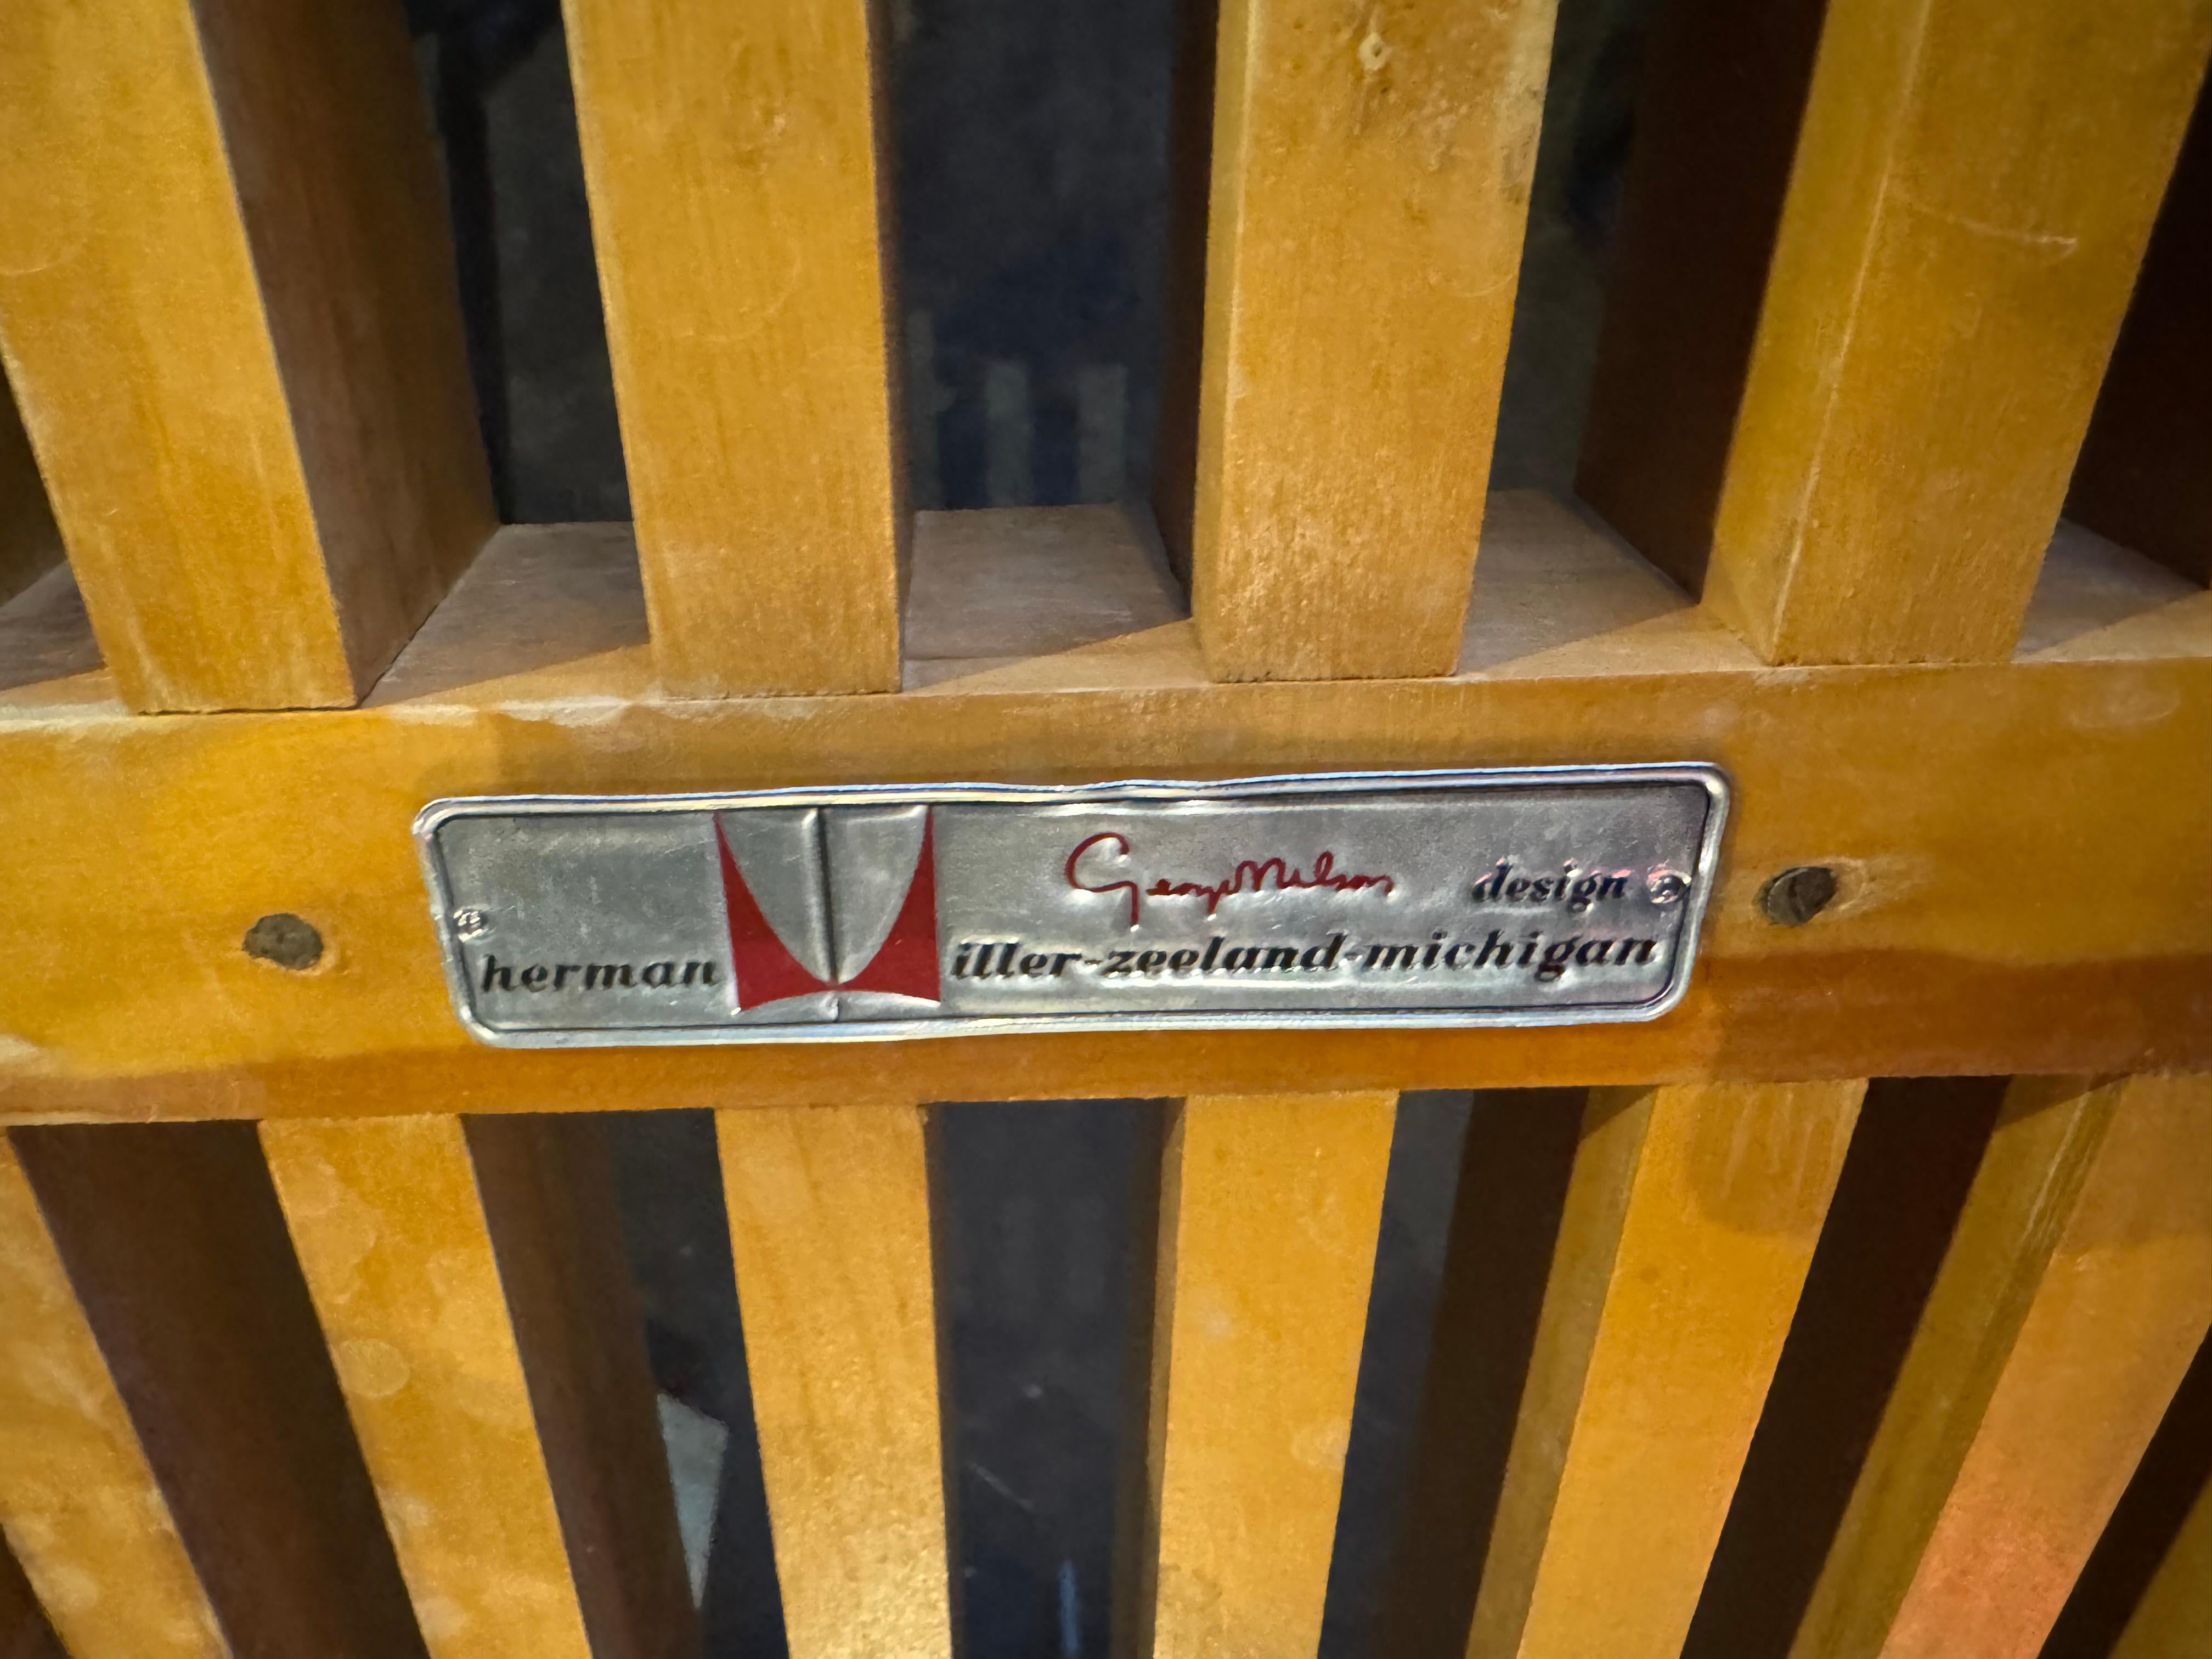 George Nelson design
herman miller-zeeland-michigan